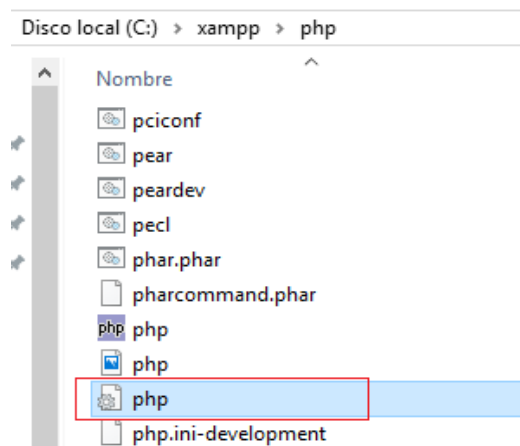 Disco local (C:) > xampp > php
Nombre
pciconf
pear
peardev
pecl
phar.phar
pharcommand.phar
php php
php
php
php.ini-development